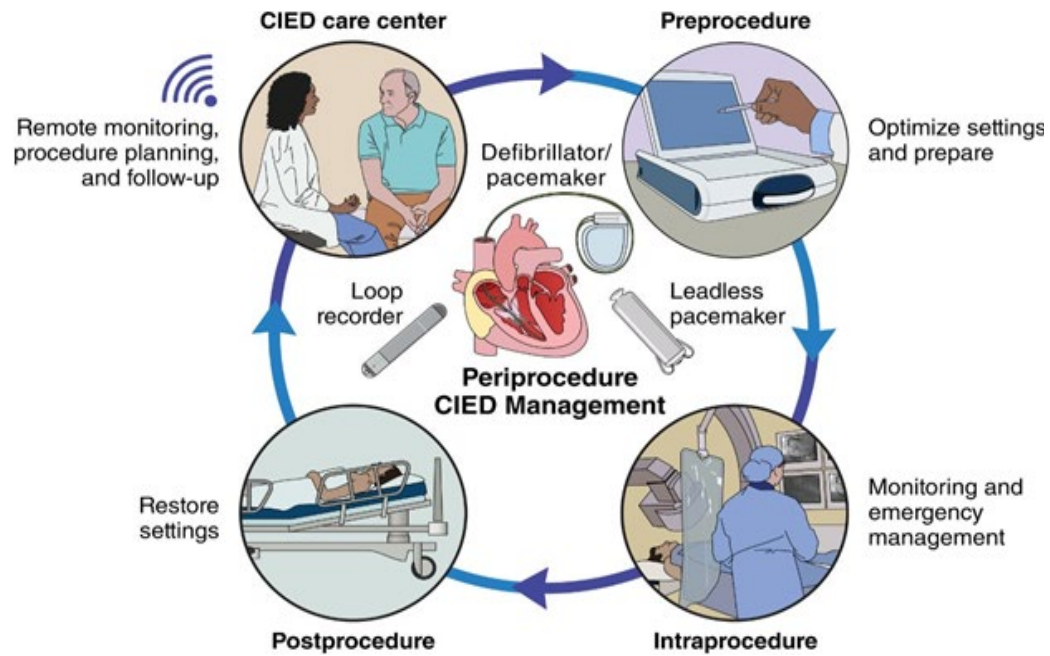 CIED care center
Preprocedure
Remote monitoring,
procedure planning,
and follow-up
Optimize settings
and prepare
Defibrillator/
pacemaker
Loop
recorder
Leadless
pacemaker
Periprocedure
CIED Management
Restore
settings
Monitoring and
emergency
management
Postprocedure
Intraprocedure